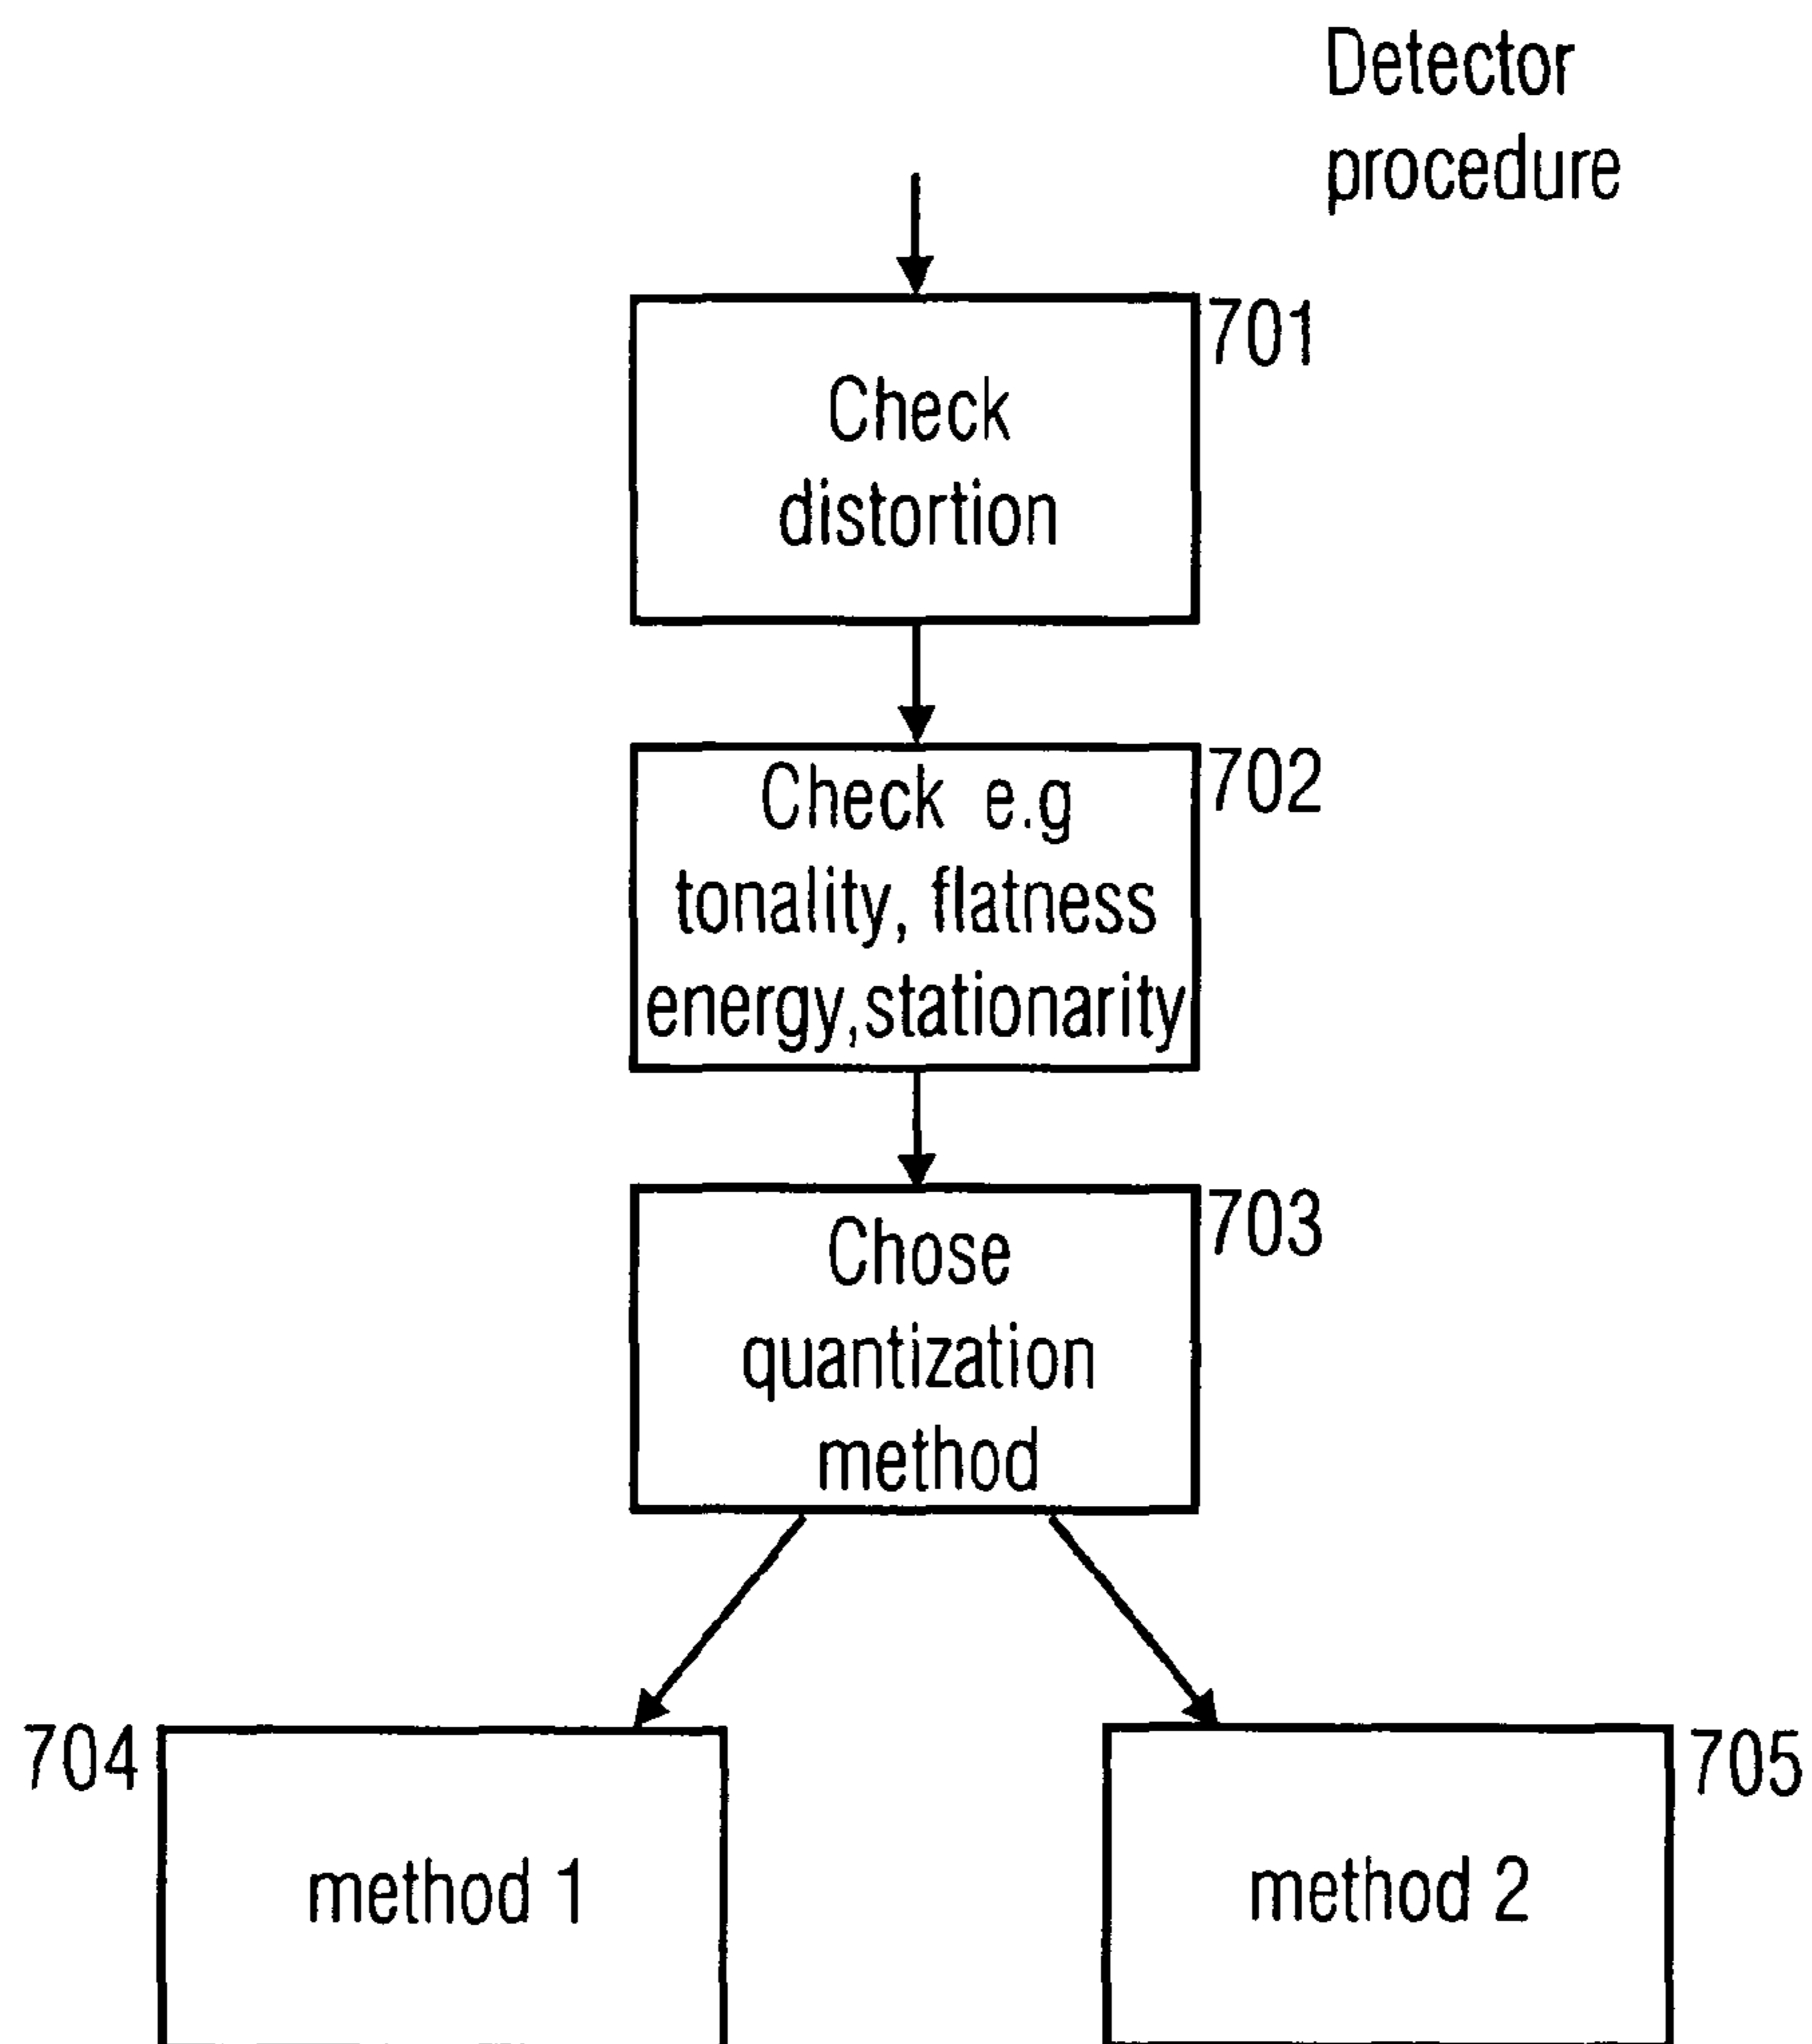 Detector
procedure
701
Check
distortion
702
Check e.g
tonality, flatness
energy,stationarity
703
Chose
quantization
method
704
method 1
705
method 2